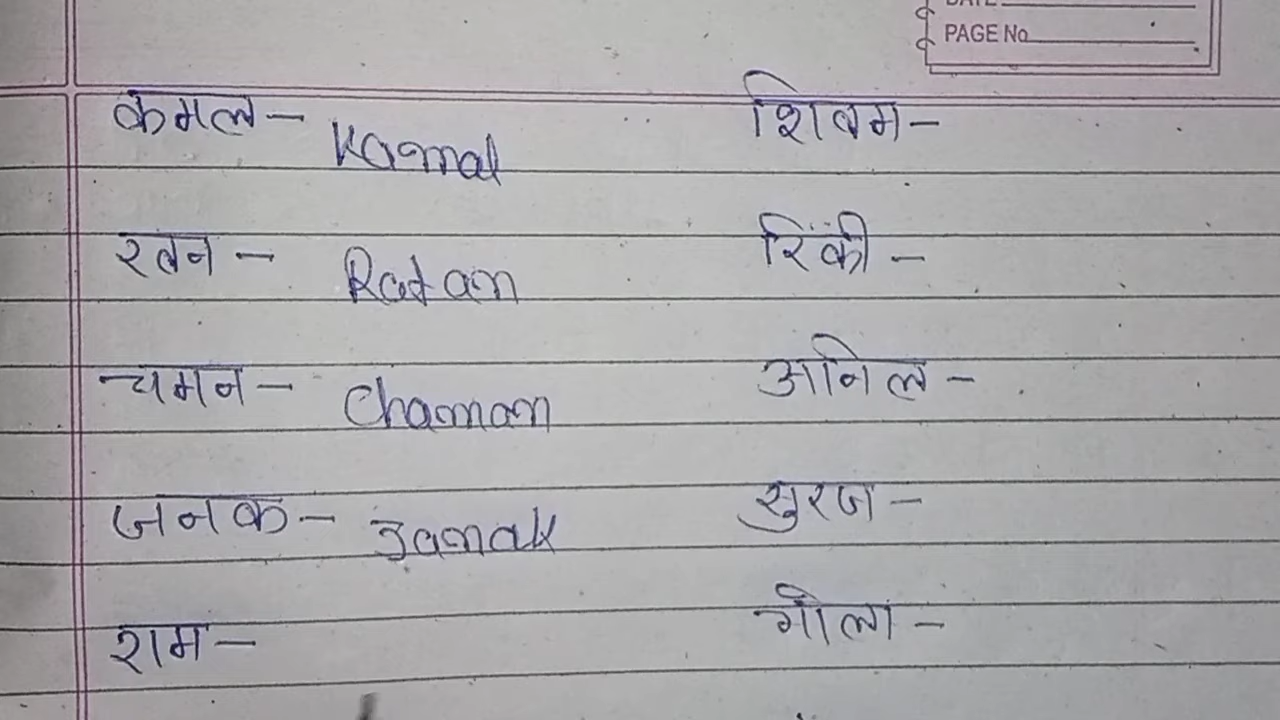 PAGE No
कमल - Kamal
रतन - Ratan
चमन - Chaman
जनक - Janak
राम -
शिवम -
रिंकी -
अनिल -
सुरज -
गोला -